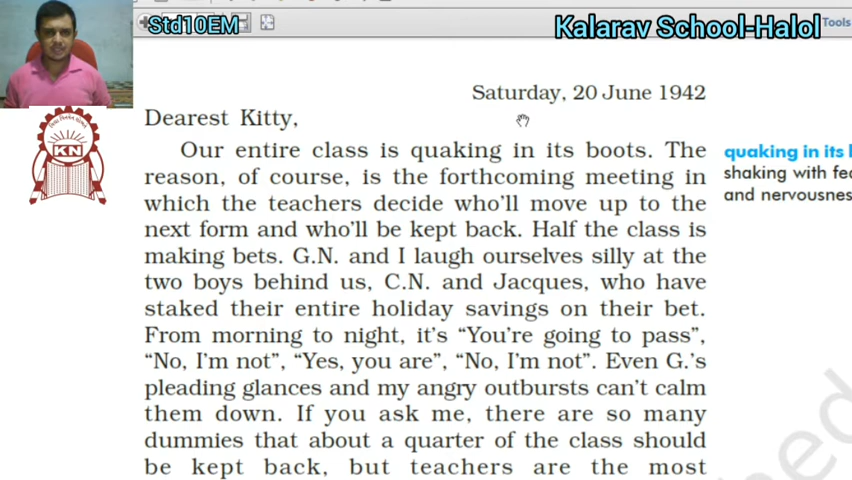 Std10EM
Kalarav School-Halol
Tools
KN
Saturday, 20 June 1942
Dearest Kitty,
Our entire class is quaking in its boots. The
reason, of course, is the forthcoming meeting in
which the teachers decide who'll move up to the
next form and who'll be kept back. Half the class is
making bets. G.N. and I laugh ourselves silly at the
two boys behind us, C.N. and Jacques, who have
staked their entire holiday savings on their bet.
From morning to night, it's “You're going to pass”,
“No, I'm not”, “Yes, you are”, “No, I'm not”. Even G.'s
pleading glances and my angry outbursts can't calm
them down. If you ask me, there are so many
dummies that about a quarter of the class should
be kept back, but teachers are the most
quaking in its
shaking with
and nervousness